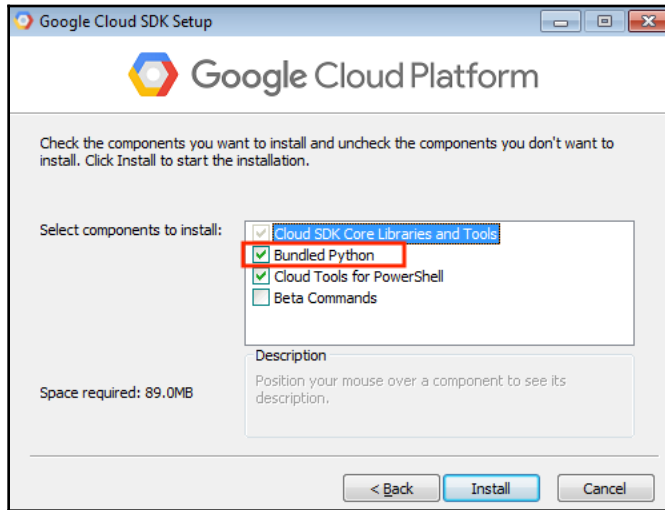 Google Cloud SDK Setup
Google Cloud Platform
Check the components you want to install and uncheck the components you don't want to
install. Click Install to start the installation.
Select components to install:
Cloud SDK Core Libraries and Tools
Bundled Python
Cloud Tools for PowerShell
Beta Commands
Description
Position your mouse over a component to see its
description.
Space required: 89.0MB
< Back
Install
Cancel